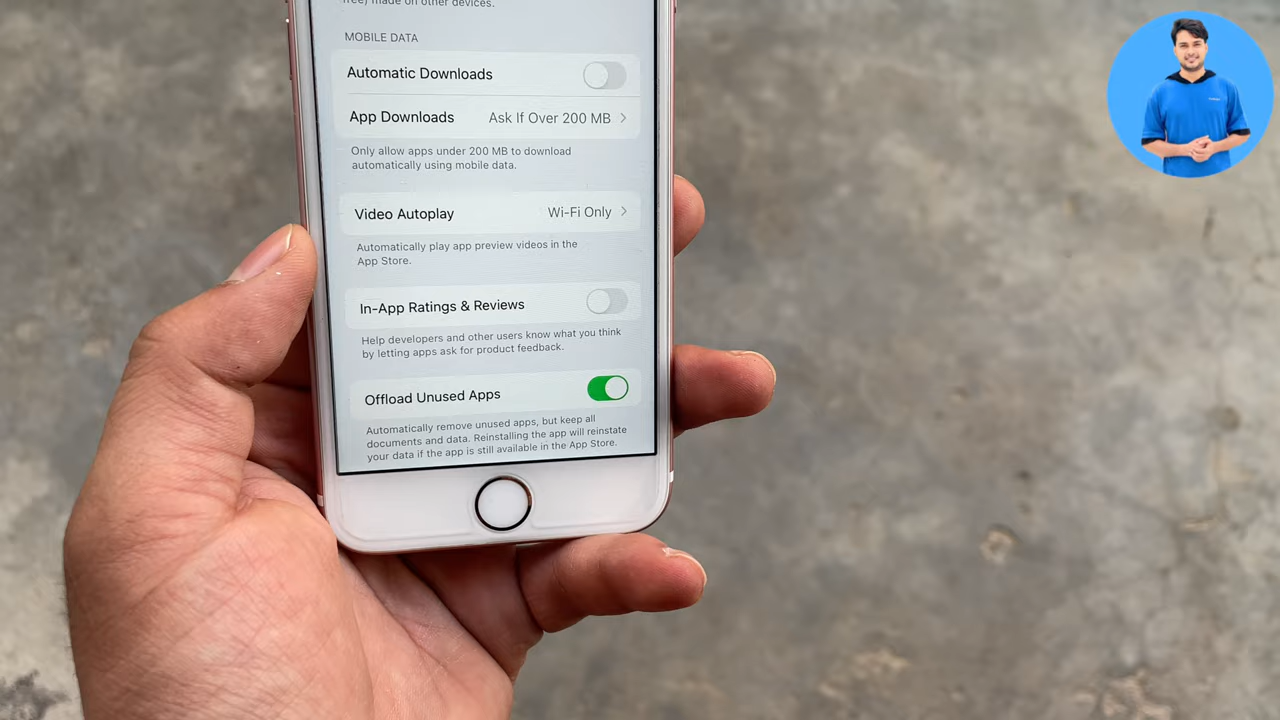 free) made on other devices.
MOBILE DATA
Automatic Downloads
App Downloads Ask If Over 200 MB
Only allow apps under 200 MB to download
automatically using mobile data.
Video Autoplay Wi-Fi Only
Automatically play app preview videos in the
App Store.
In-App Ratings & Reviews
Help developers and other users know what you think
by letting apps ask for product feedback.
Offload Unused Apps
Automatically remove unused apps, but keep all
documents and data. Reinstalling the app will reinstate
your data if the app is still available in the App Store.